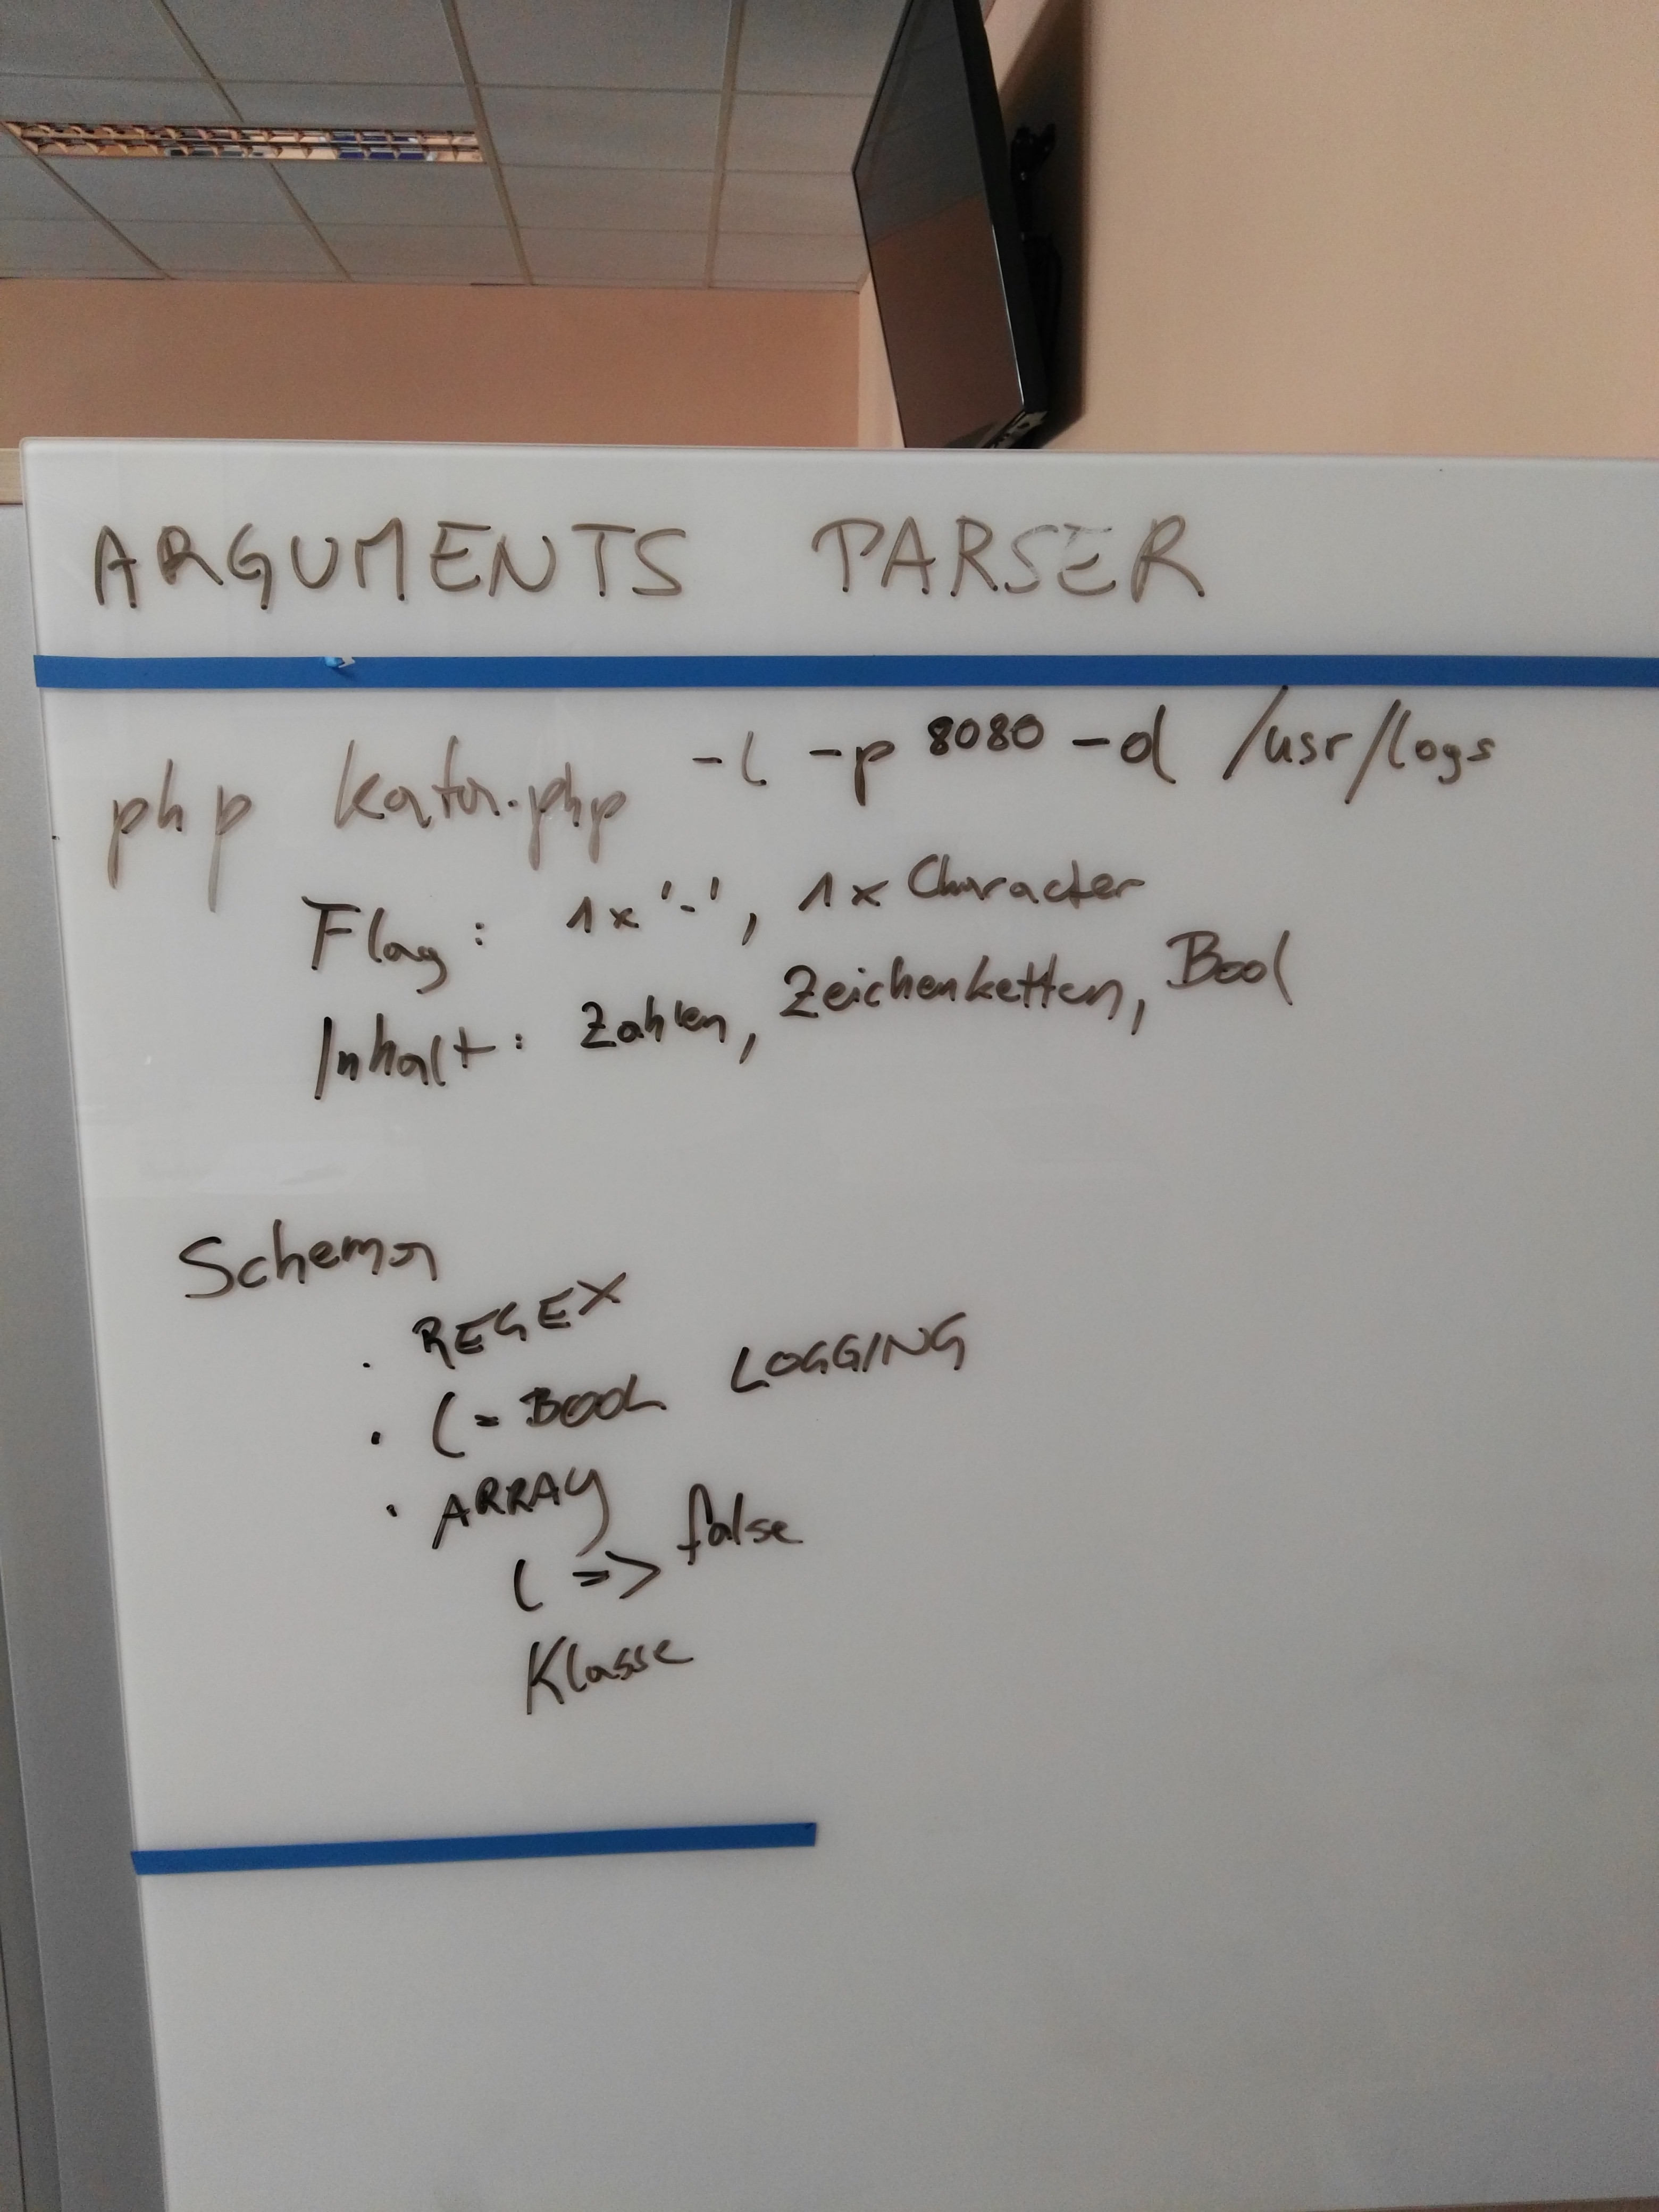 ARGUMENTS PARSER
php kata.php -l -p 8080 -d /usr/logs
Flag: 1x '-', 1x Character
Inhalt: Zahlen, Zeichenketten, Bool
Schema
· REGEX
· l = BOOL LOGGING
· ARRAY
l => false
Klasse